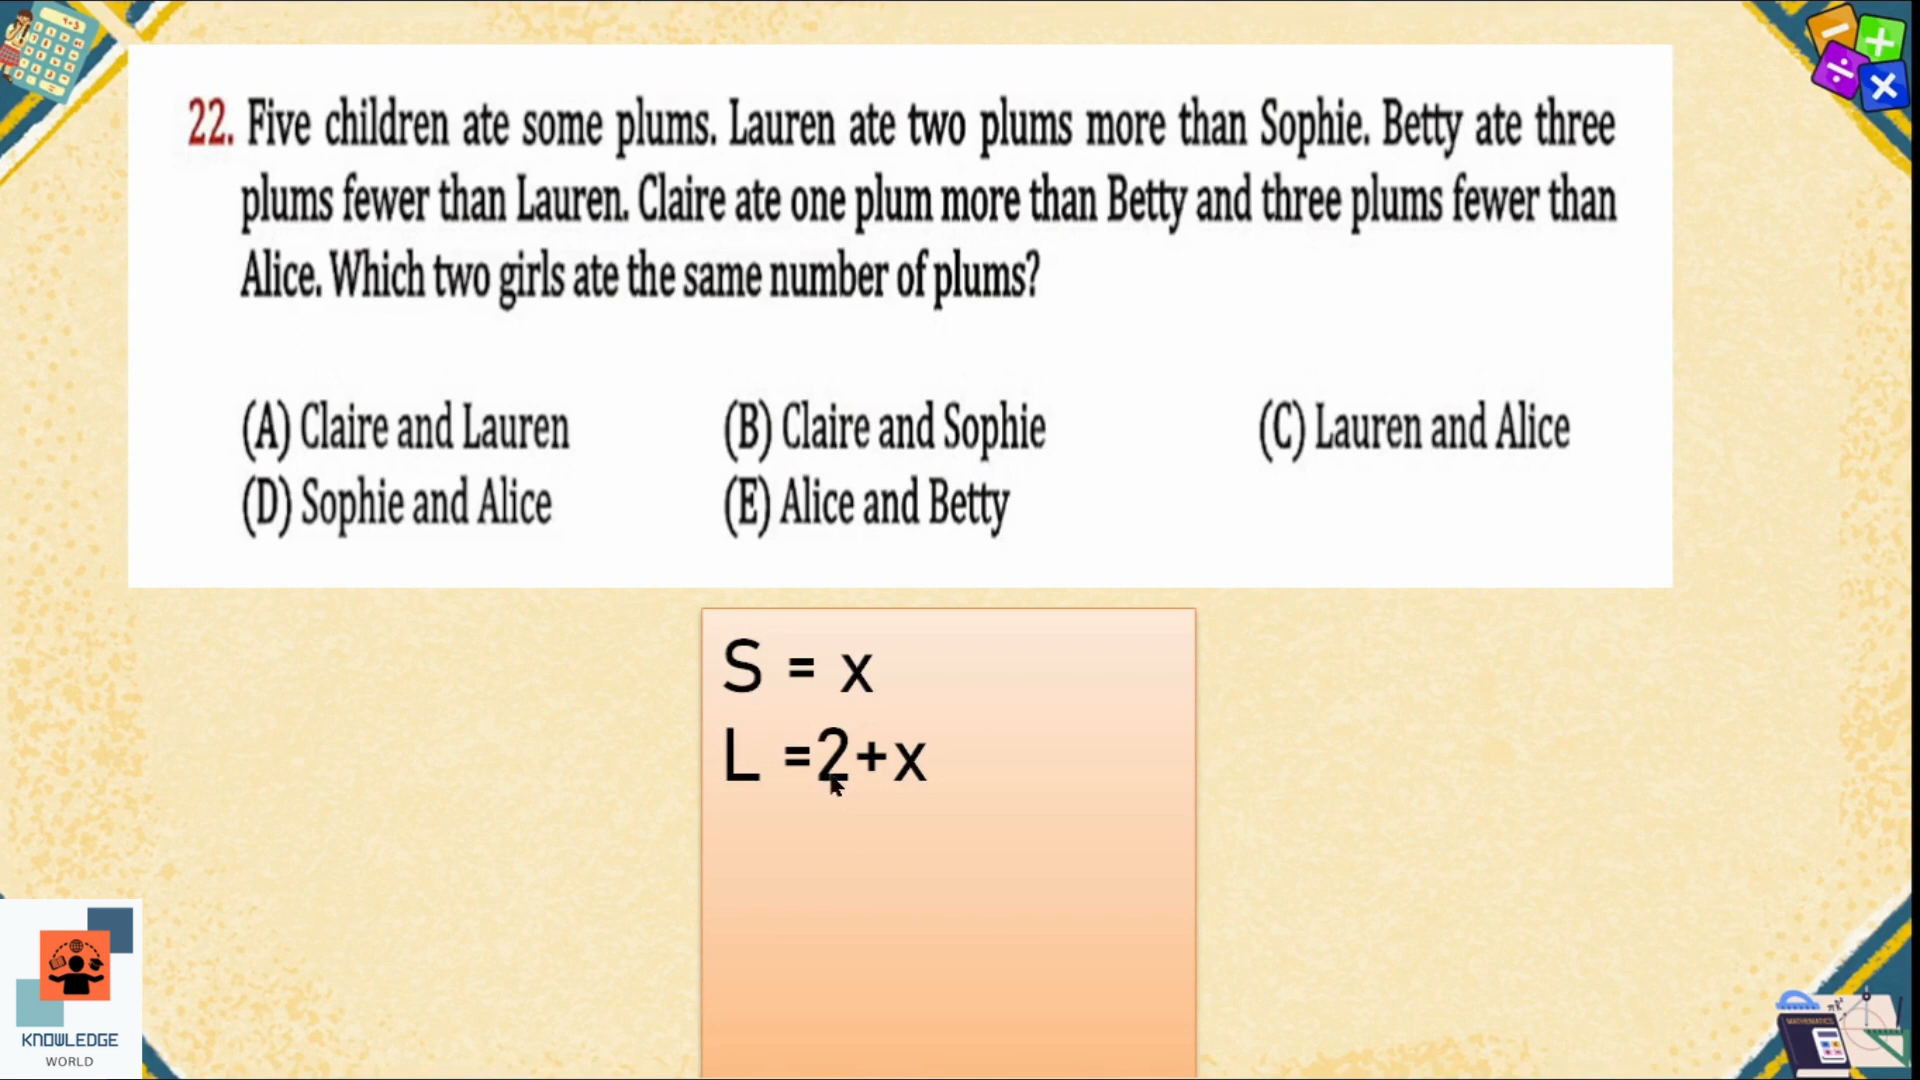 22. Five children ate some plums. Lauren ate two plums more than Sophie. Betty ate three
plums fewer than Lauren. Claire ate one plum more than Betty and three plums fewer than
Alice. Which two girls ate the same number of plums?
(A) Claire and Lauren (B) Claire and Sophie (C) Lauren and Alice
(D) Sophie and Alice (E) Alice and Betty
S = x
L =2+x
KNOWLEDGE
WORLD
MATHEMATICS